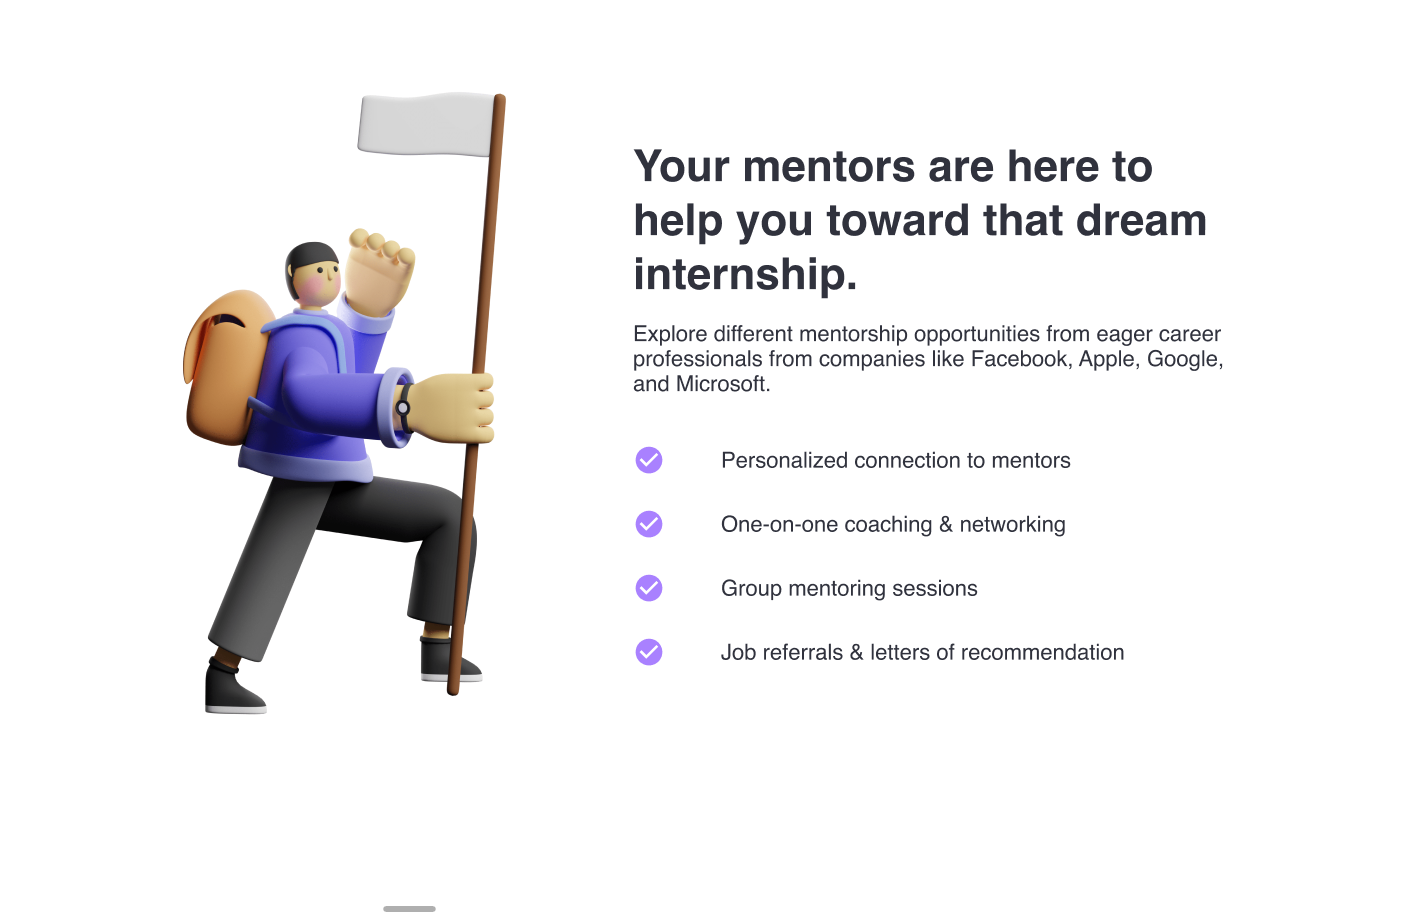 Your mentors are here to
help you toward that dream
internship.
Explore different mentorship opportunities from eager career
professionals from companies like Facebook, Apple, Google,
and Microsoft.
Personalized connection to mentors
One-on-one coaching & networking
Group mentoring sessions
Job referrals & letters of recommendation